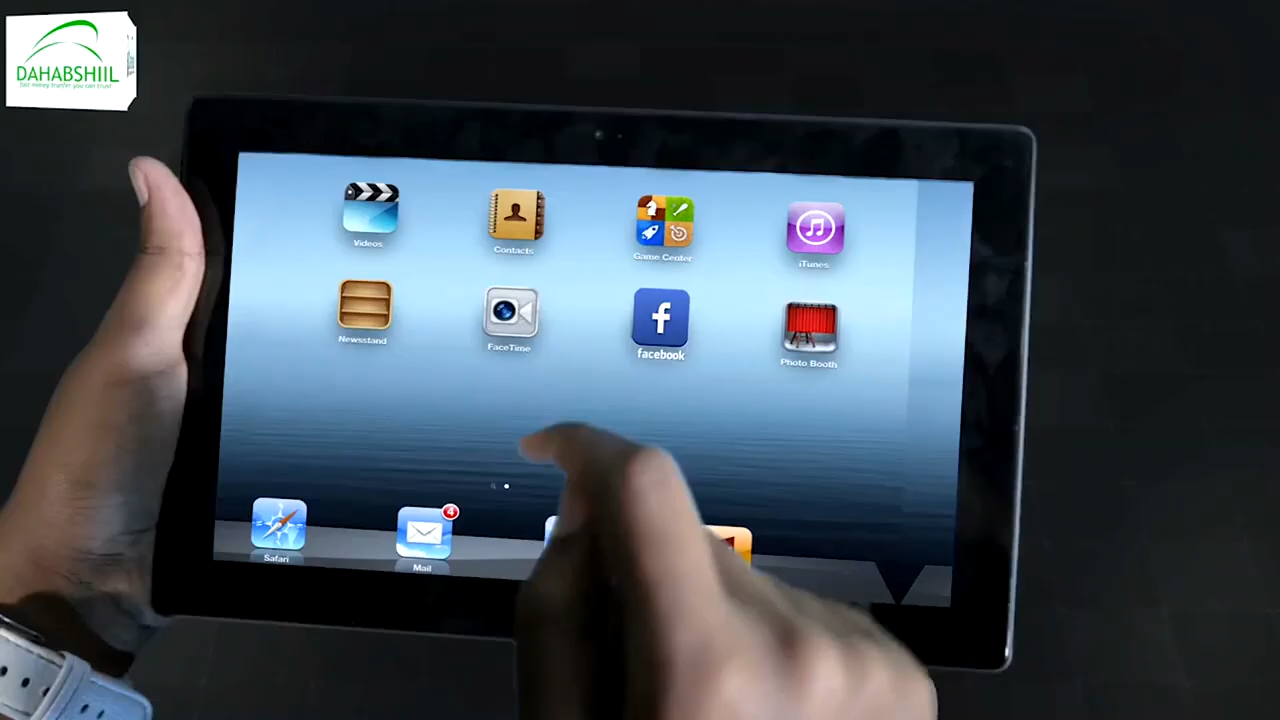 DAHABSHIIL
Videos
Contacts
Game Center
iTunes
Newsstand
FaceTime
facebook
Photo Booth
4
Safari
Mail